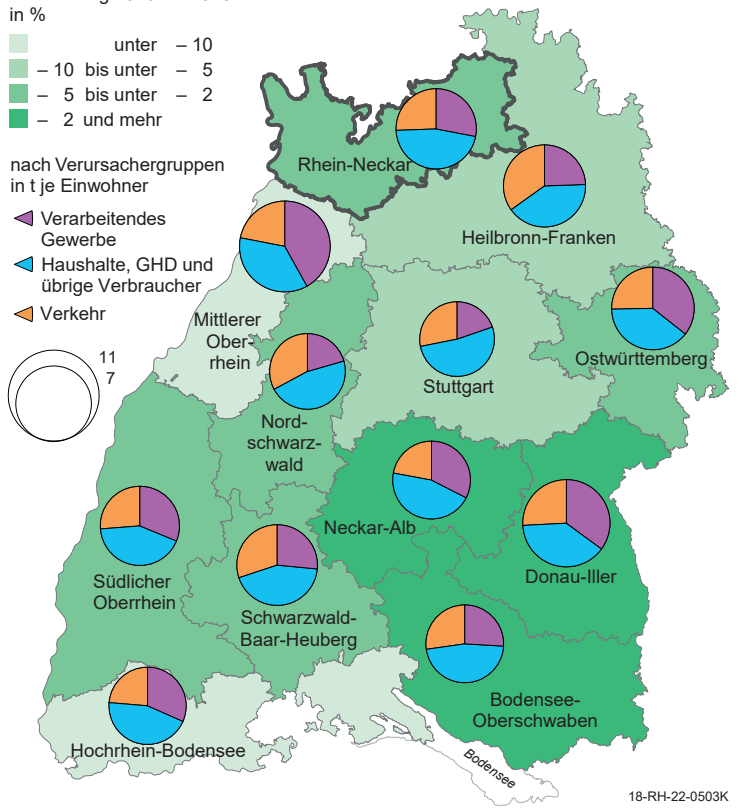 in %
unter – 10
– 10 bis unter – 5
– 5 bis unter – 2
– 2 und mehr
nach Verursachergruppen
in t je Einwohner
Verarbeitendes
Gewerbe
Haushalte, GHD und
übrige Verbraucher
Verkehr
11
7
Rhein-Neckar
Heilbronn-Franken
Mittlerer
Ober-
rhein
Stuttgart
Ostwürttemberg
Nord-
schwarz-
wald
Neckar-Alb
Donau-Iller
Südlicher
Oberrhein
Schwarzwald-
Baar-Heuberg
Bodensee-
Oberschwaben
Hochrhein-Bodensee
Bodensee
18-RH-22-0503K